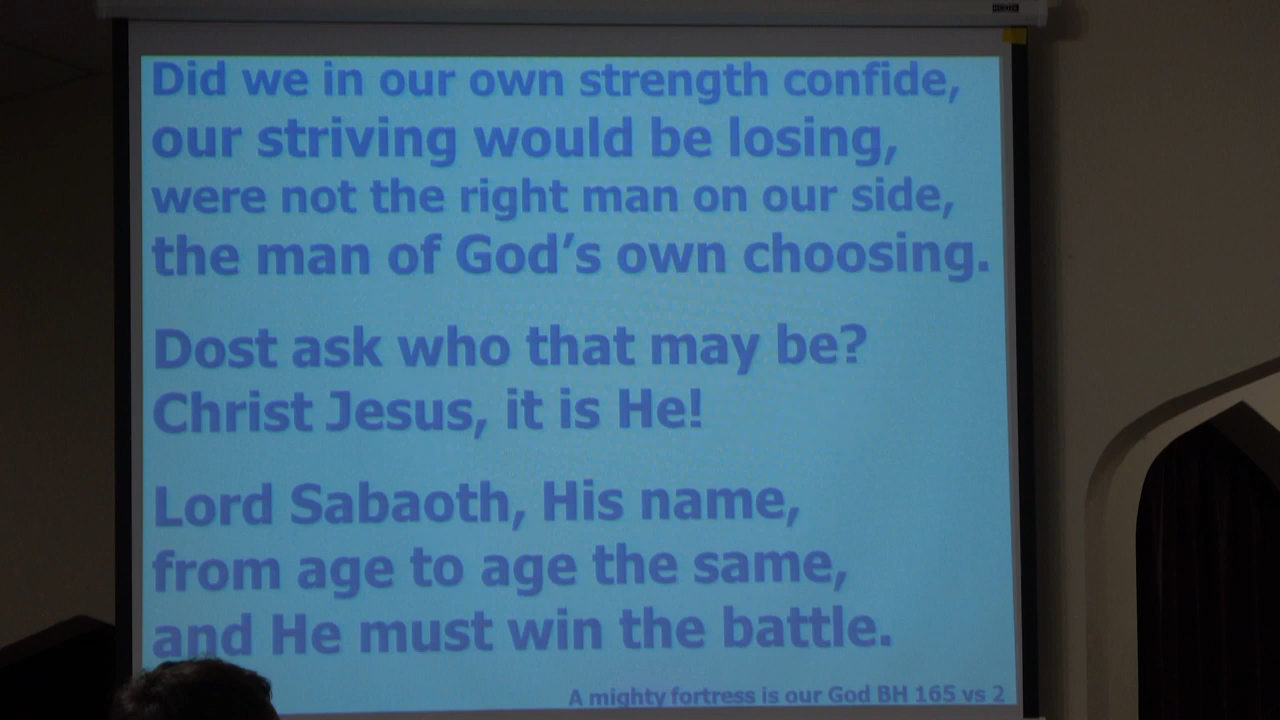 Did we in our own strength confide,
our striving would be losing,
were not the right man on our side,
the man of God's own choosing.
Dost ask who that may be?
Christ Jesus, it is He!
Lord Sabaoth, His name,
from age to age the same,
and He must win the battle.
A mighty fortress is our God BH 165 vs 2